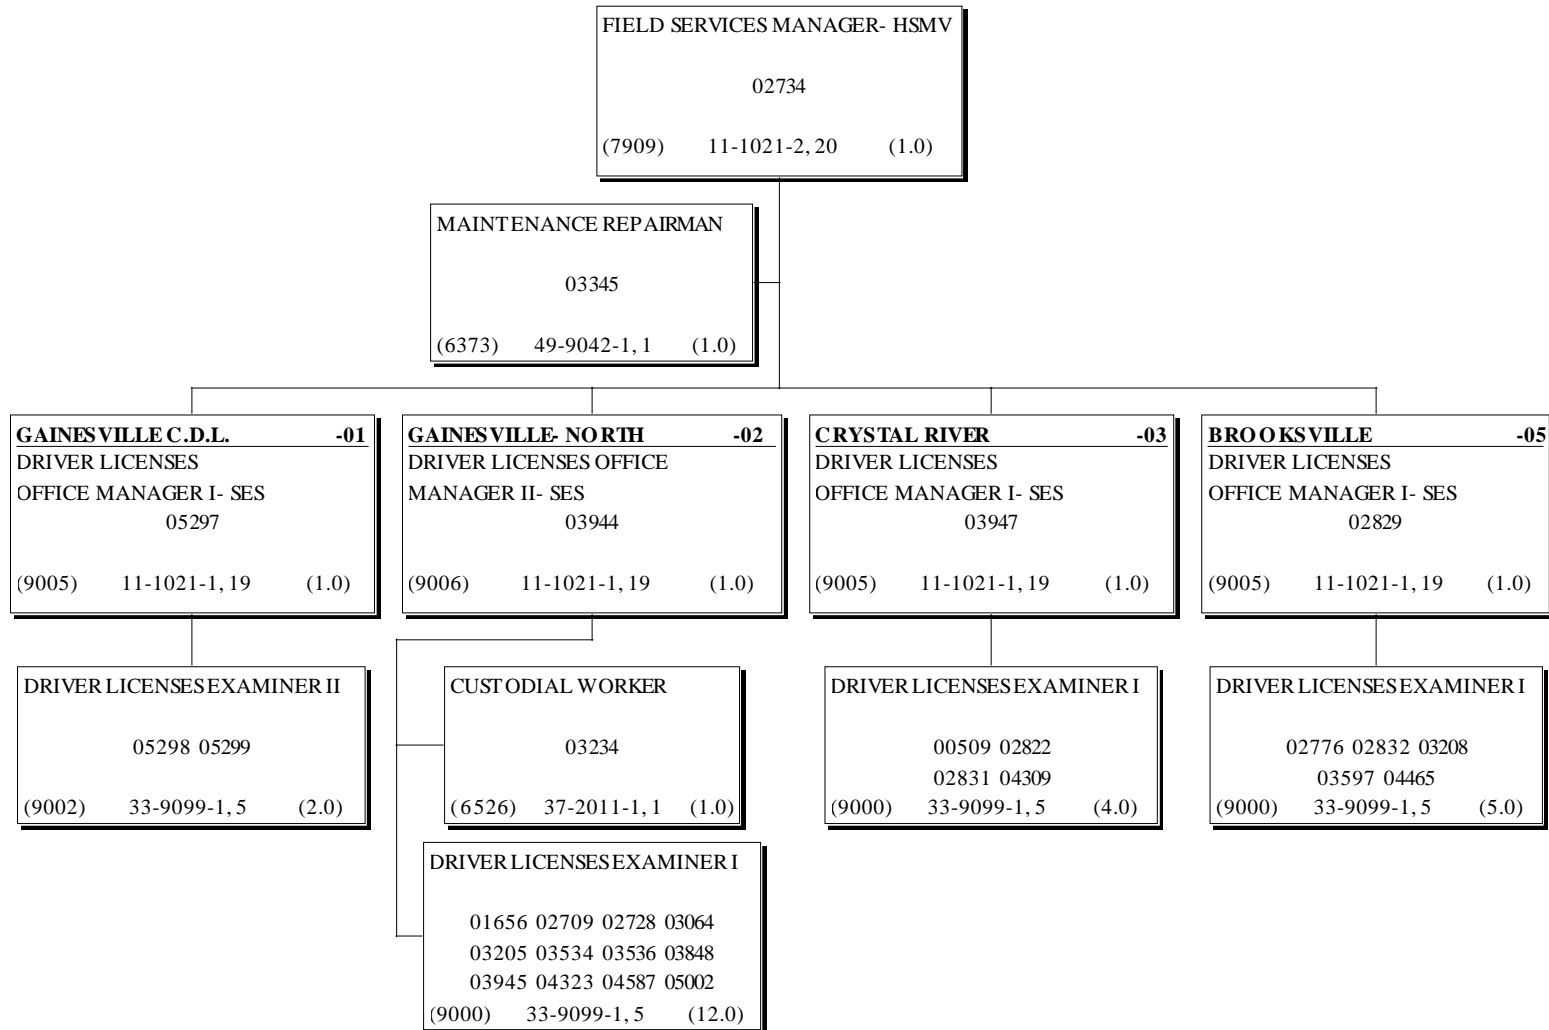 FIELD SERVICES MANAGER- HSMV
02734
(7909) 11-1021-2, 20 (1.0)
MAINTENANCE REPAIRMAN
03345
(6373) 49-9042-1, 1 (1.0)
GAINESVILLE C.D.L. -01
DRIVER LICENSES
OFFICE MANAGER I- SES
05297
(9005) 11-1021-1, 19 (1.0)
GAINESVILLE- NORTH -02
DRIVER LICENSES OFFICE
MANAGER II- SES
03944
(9006) 11-1021-1, 19 (1.0)
CRYSTAL RIVER -03
DRIVER LICENSES
OFFICE MANAGER I- SES
03947
(9005) 11-1021-1, 19 (1.0)
BROOKSVILLE -05
DRIVER LICENSES
OFFICE MANAGER I- SES
02829
(9005) 11-1021-1, 19 (1.0)
DRIVER LICENSES EXAMINER II
05298 05299
(9002) 33-9099-1, 5 (2.0)
CUSTODIAL WORKER
03234
(6526) 37-2011-1, 1 (1.0)
DRIVER LICENSES EXAMINER I
01656 02709 02728 03064
03205 03534 03536 03848
03945 04323 04587 05002
(9000) 33-9099-1, 5 (12.0)
DRIVER LICENSES EXAMINER I
00509 02822
02831 04309
(9000) 33-9099-1, 5 (4.0)
DRIVER LICENSES EXAMINER I
02776 02832 03208
03597 04465
(9000) 33-9099-1, 5 (5.0)